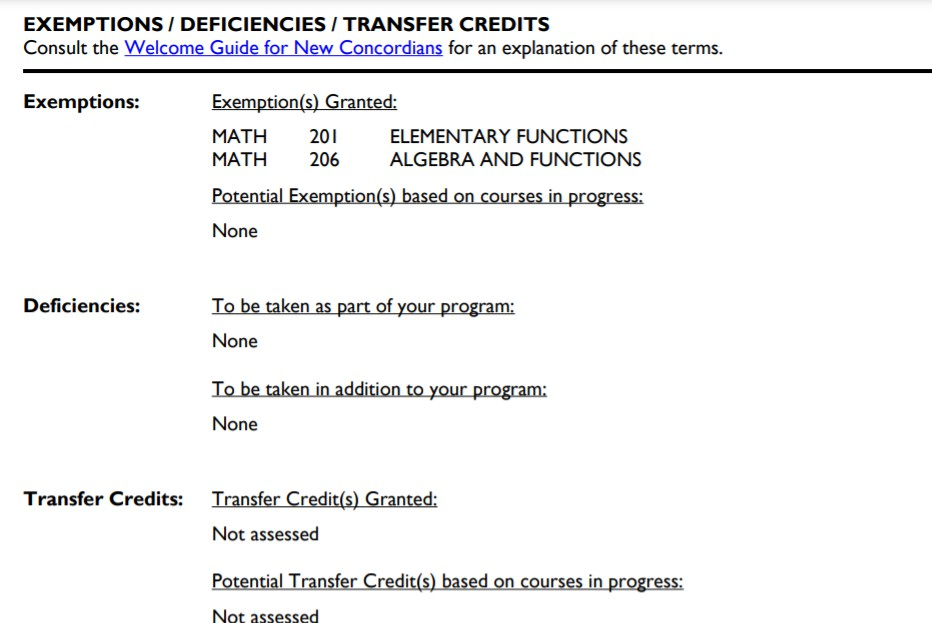 EXEMPTIONS / DEFICIENCIES / TRANSFER CREDITS
Consult the Welcome Guide for New Concordians for an explanation of these terms.
Exemptions: Exemption(s) Granted:
MATH 201 ELEMENTARY FUNCTIONS
MATH 206 ALGEBRA AND FUNCTIONS
Potential Exemption(s) based on courses in progress:
None
Deficiencies: To be taken as part of your program:
None
To be taken in addition to your program:
None
Transfer Credits: Transfer Credit(s) Granted:
Not assessed
Potential Transfer Credit(s) based on courses in progress:
Not assessed